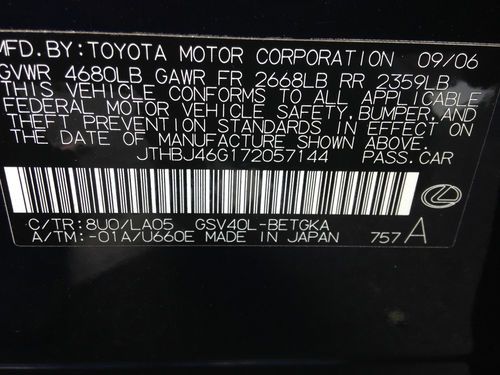 MFD. BY: TOYOTA MOTOR CORPORATION 09/06
GVWR 4680LB GAWR FR 2668LB RR 2359LB
THIS VEHICLE CONFORMS TO ALL APPLICABLE
FEDERAL MOTOR VEHICLE SAFETY, BUMPER, AND
THEFT PREVENTION STANDARDS IN EFFECT ON
THE DATE OF MANUFACTURE SHOWN ABOVE.
JTHBJ46G172057144 PASS. CAR
C/TR: 8U0/LA05 GSV40L-BETGKA
A/TM: -01A/U660E MADE IN JAPAN 757 A